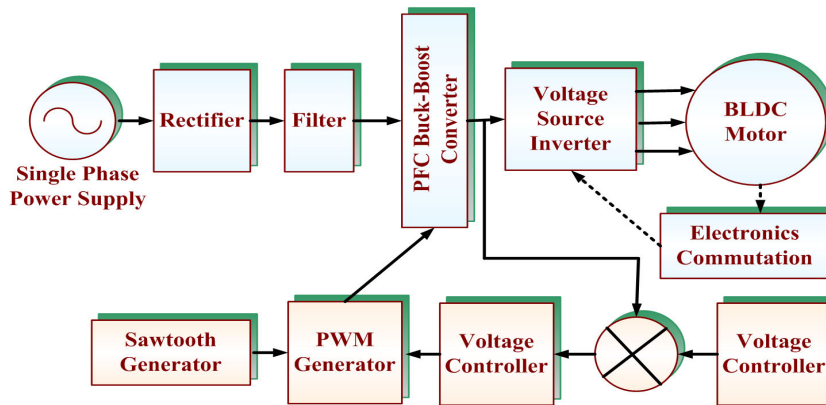 Single Phase
Power Supply
Rectifier
Filter
PFC Buck-Boost
Converter
Voltage
Source
Inverter
BLDC
Motor
Electronics
Commutation
Sawtooth
Generator
PWM
Generator
Voltage
Controller
Voltage
Controller